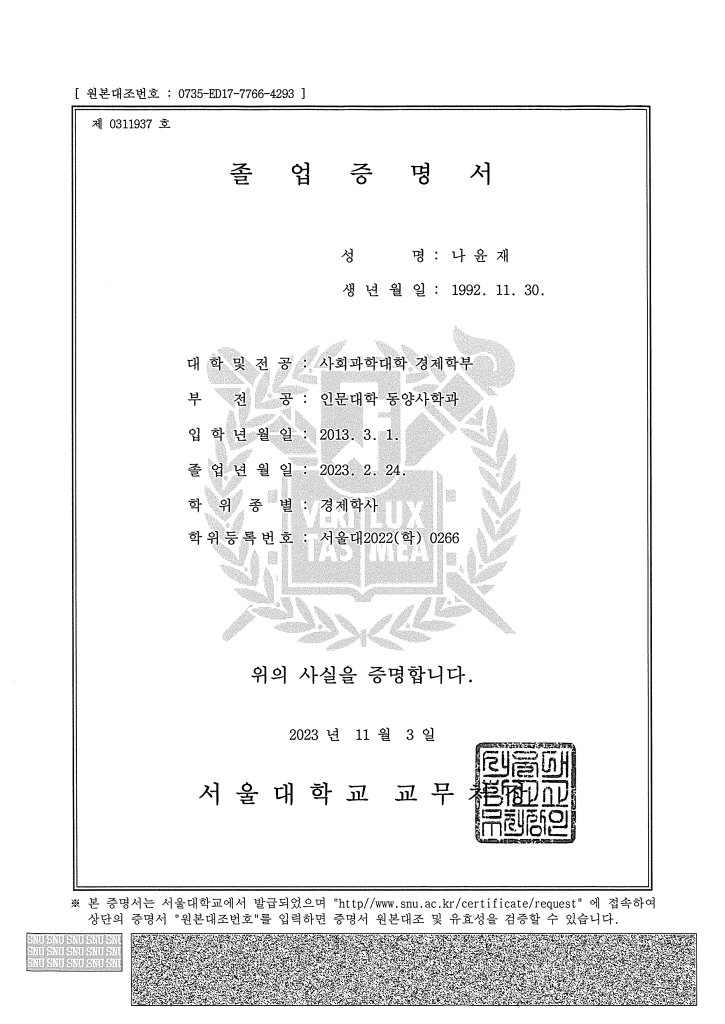 [ 원본대조번호 : 0735-ED17-7766-4293 ]
제 0311937 호
졸 업 증 명 서
성 명 : 나 윤 재
생 년 월 일 : 1992. 11. 30.
대 학 및 전 공 : 사회과학대학 경제학부
부 전 공 : 인문대학 동양사학과
입 학 년 월 일 : 2013. 3. 1.
졸 업 년 월 일 : 2023. 2. 24.
학 위 종 별 : 경제학사
학위등록번호 : 서울대2022(학) 0266
VERI LUX
TAS MEA
위의 사실을 증명합니다.
2023 년 11 월 3 일
서 울 대 학 교 교 무 처 장
※ 본 증명서는 서울대학교에서 발급되었으며 "http//www.snu.ac.kr/certificate/request" 에 접속하여
상단의 증명서 "원본대조번호"를 입력하면 증명서 원본대조 및 유효성을 검증할 수 있습니다.
SNU SNU SNU SNU SNU
SNU SNU SNU SNU SNU
SNU SNU SNU SNU SNU